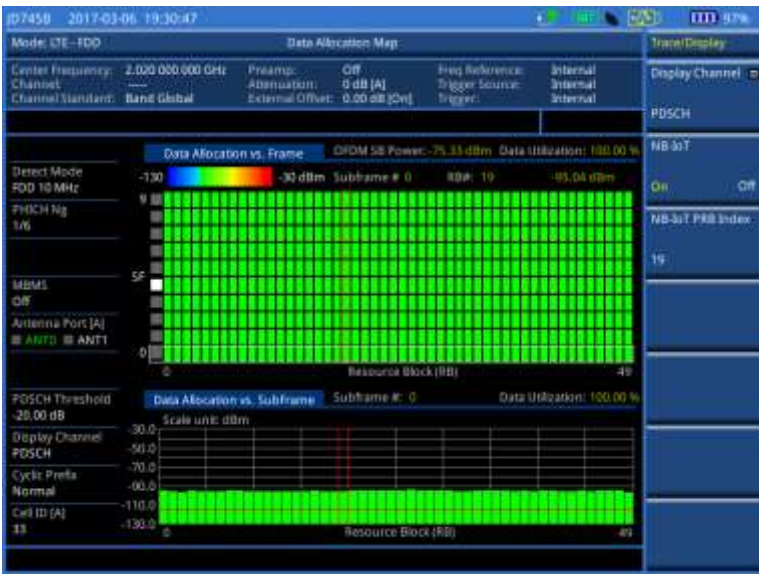 JD745B 2017-03-06 19:30:47 97%
Mode: LTE - FDD Data Allocation Map Trace/Display
Center Frequency: 2.020 000 000 GHz Preamp: Off Freq Reference: Internal
Channel: ---- Attenuation: 0 dB [A] Trigger Source: Internal
Channel Standard: Band Global External Offset: 0.00 dB [On] Trigger: Internal
Display Channel
PDSCH
Data Allocation vs. Frame OFDM SB Power: -75.33 dBm Data Utilization: 100.00 %
NB-IoT
On Off
Detect Mode
FDD 10 MHz
-130 -30 dBm Subframe # 0 RB#: 19 -95.04 dBm
PHICH Ng
1/6
9
NB-IoT PRB Index
19
SF
MBMS
Off
Antenna Port [A]
ANT0 ANT1
0
0 Resource Block (RB) 49
PDSCH Threshold
-20.00 dB
Data Allocation vs. Subframe Subframe #: 0 Data Utilization: 100.00 %
Scale unit: dBm
Display Channel
PDSCH
Cyclic Prefix
Normal
Cell ID [A]
33
-30.0
-50.0
-70.0
-90.0
-110.0
-130.0
0 Resource Block (RB) 49